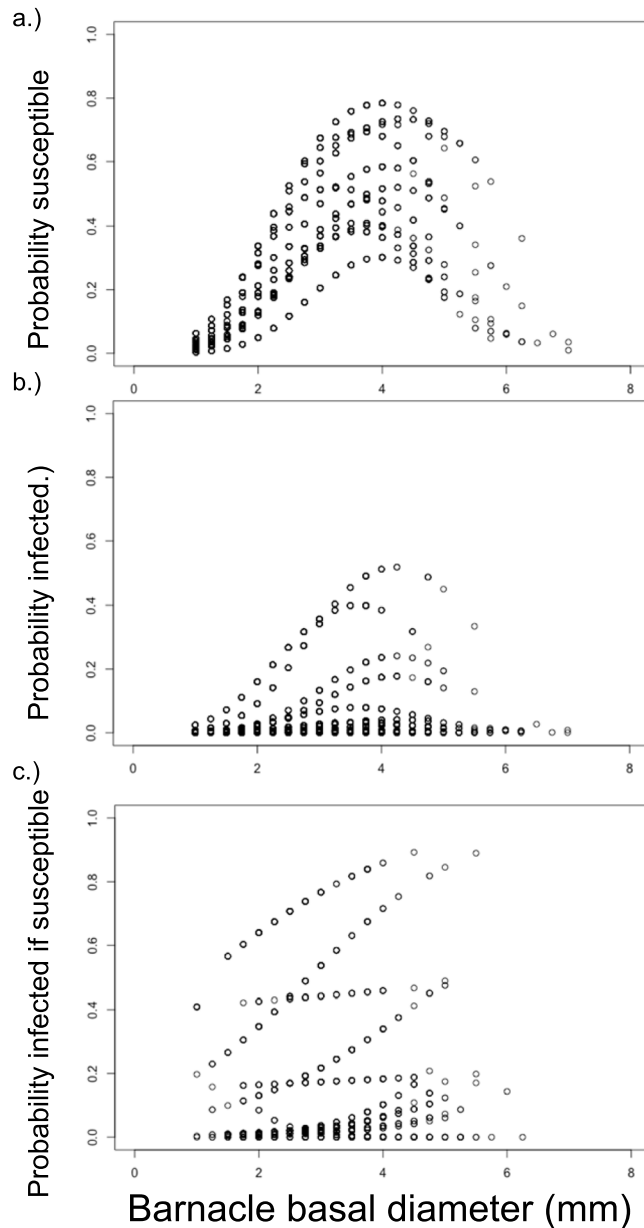 a.)
Probability susceptible
1.0
0.8
0.6
0.4
0.2
0.0
0 2 4 6 8
b.)
Probability infected.)
1.0
0.8
0.6
0.4
0.2
0.0
0 2 4 6 8
c.)
Probability infected if susceptible
1.0
0.8
0.6
0.4
0.2
0.0
0 2 4 6 8
Barnacle basal diameter (mm)